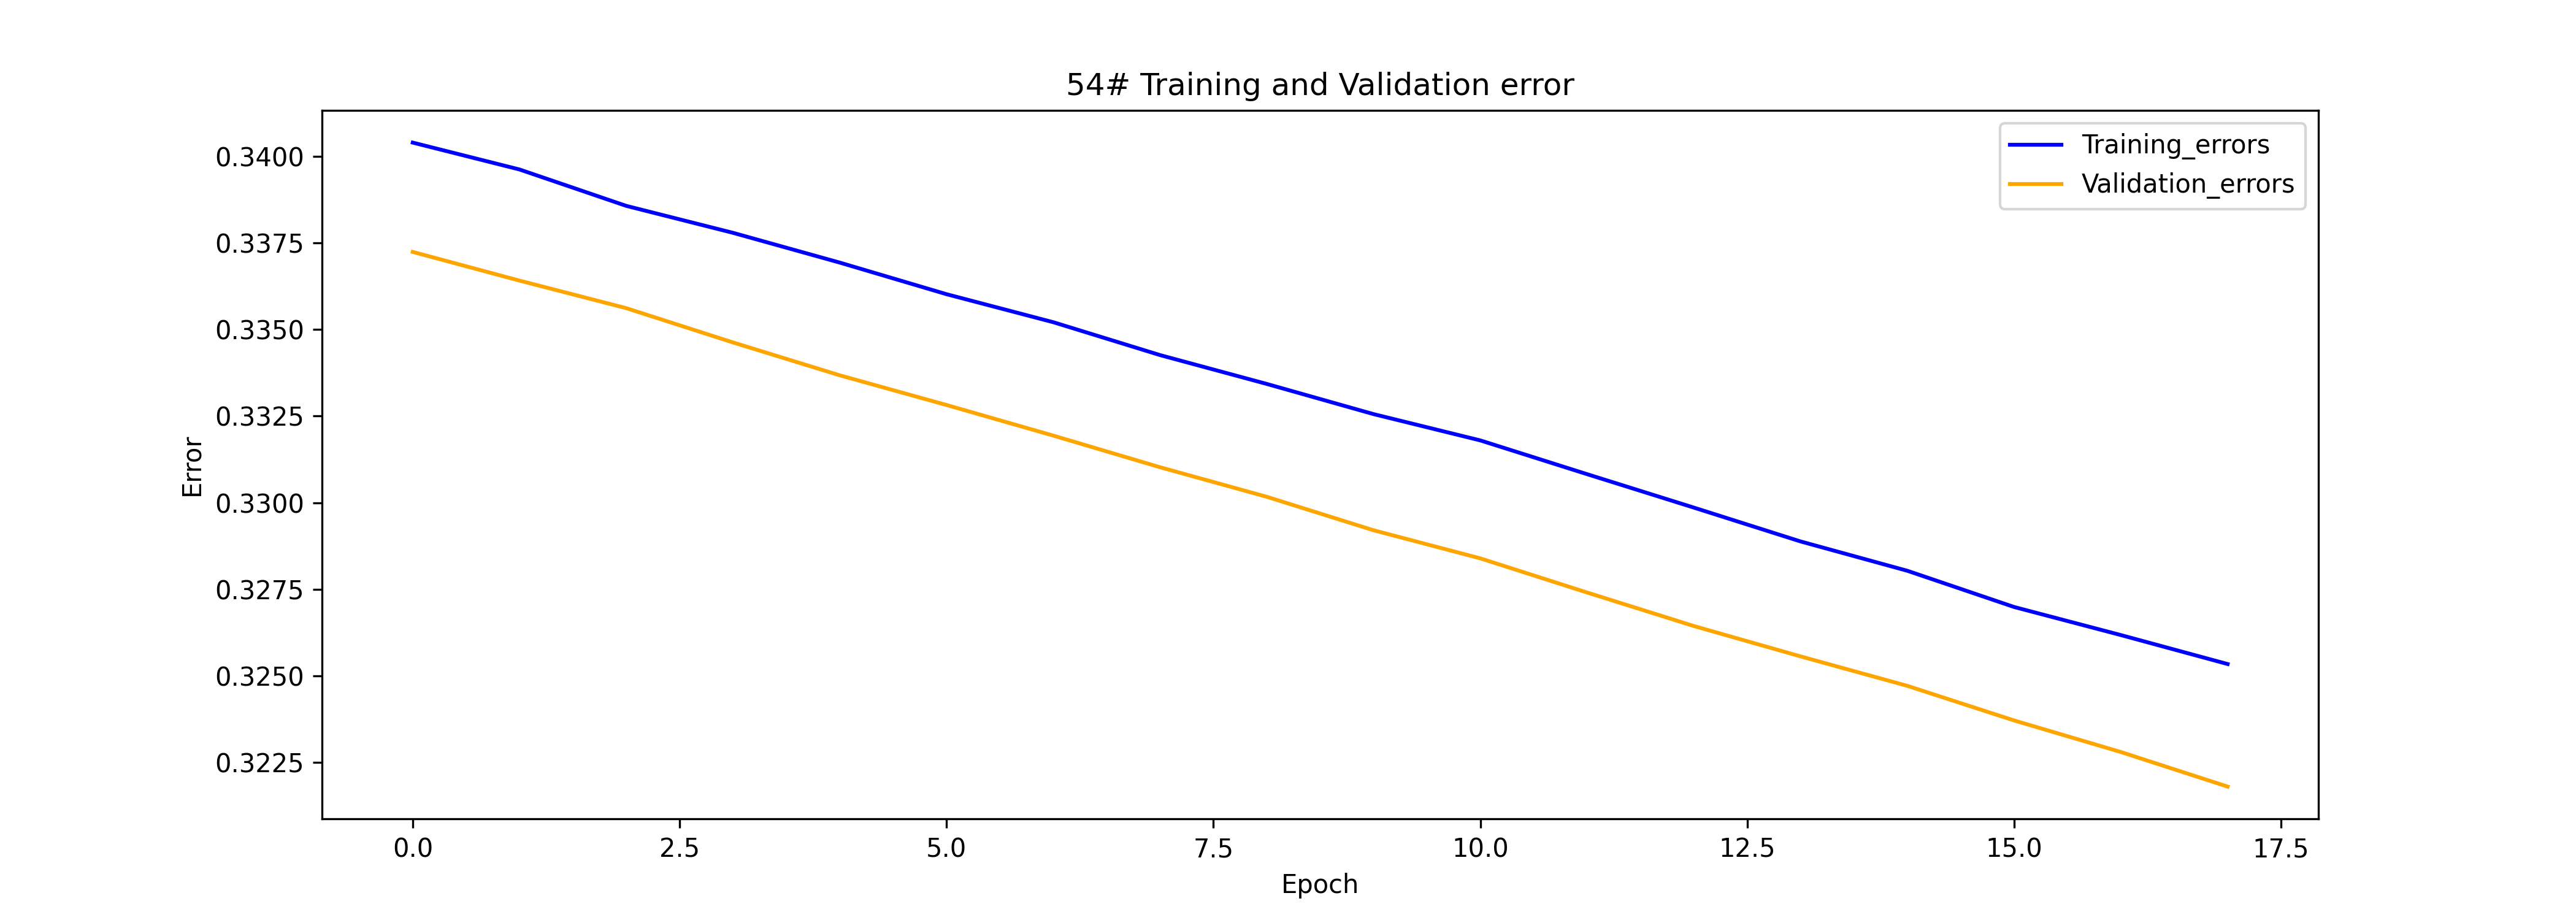 54# Training and Validation error
Training_errors
Validation_errors
0.3400
0.3375
0.3350
0.3325
0.3300
0.3275
0.3250
0.3225
Error
0.0 2.5 5.0 7.5 10.0 12.5 15.0 17.5
Epoch